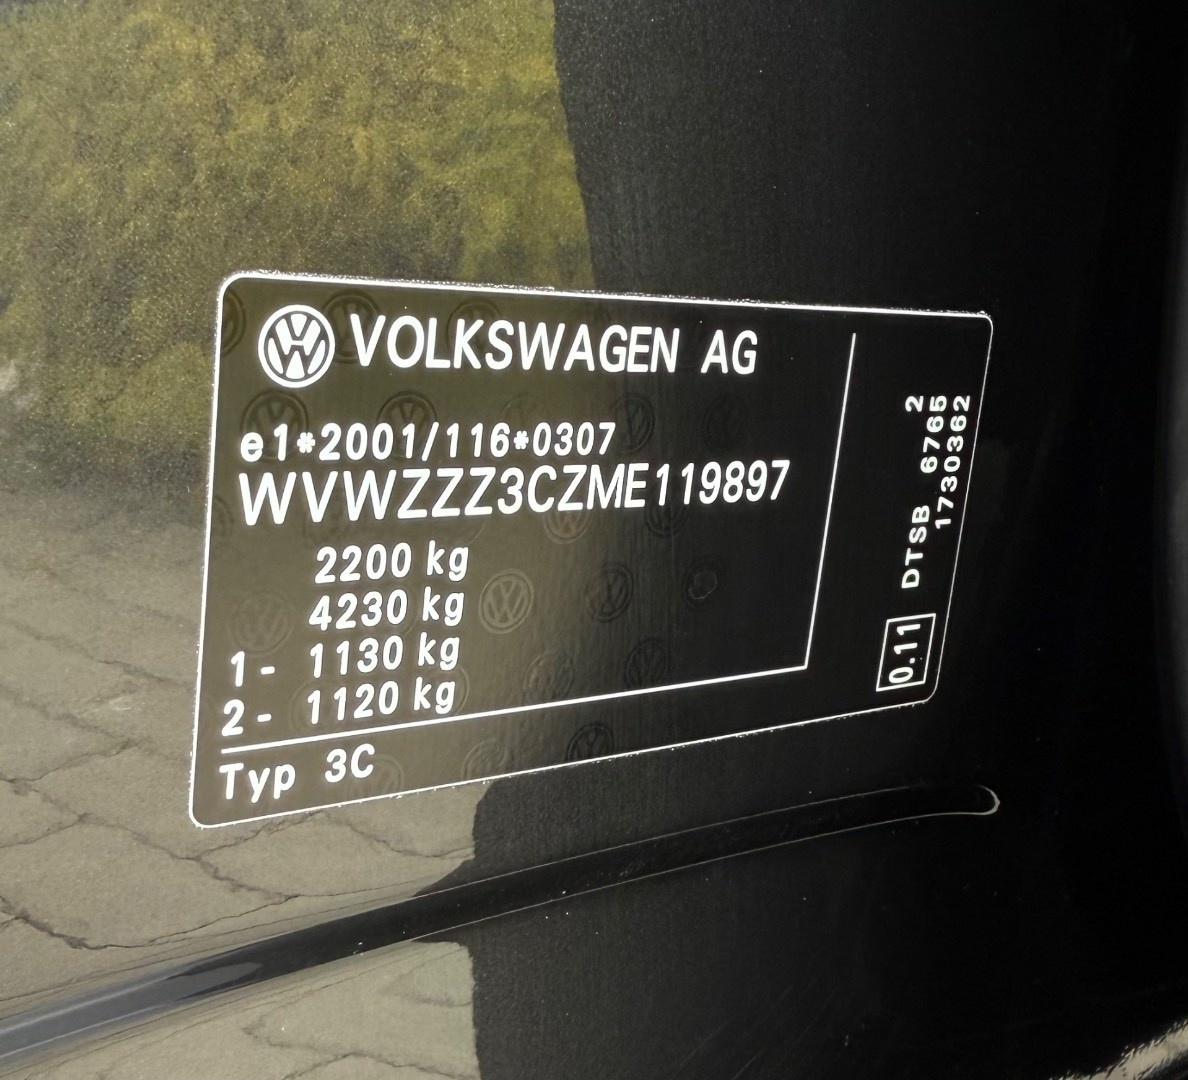 VOLKSWAGEN AG
e1*2001/116*0307
WVWZZZ3CZME119897
2200 kg
4230 kg
1- 1130 kg
2- 1120 kg
Typ 3C
0.11
DTSB 6765 2
1730362